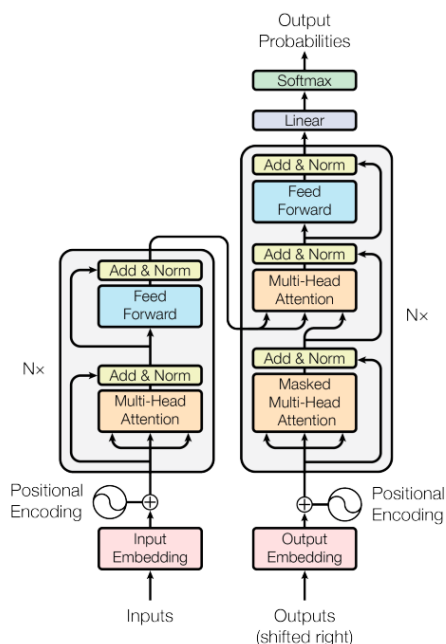 Output
Probabilities
Softmax
Linear
Add & Norm
Feed
Forward
Add & Norm
Multi-Head
Attention
Nx
Add & Norm
Masked
Multi-Head
Attention
Add & Norm
Feed
Forward
Nx
Add & Norm
Multi-Head
Attention
Positional
Encoding
Positional
Encoding
Input
Embedding
Output
Embedding
Inputs
Outputs
(shifted right)